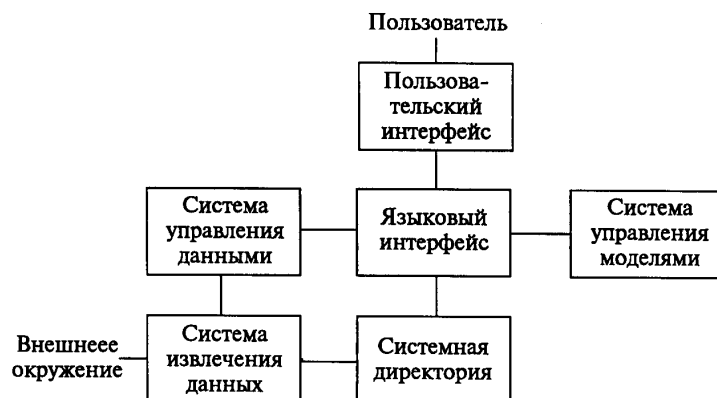 Пользователь
Пользова-
тельский
интерфейс
Система
управления
данными
Языковый
интерфейс
Система
управления
моделями
Внешнеее
окружение
Система
извлечения
данных
Системная
директория